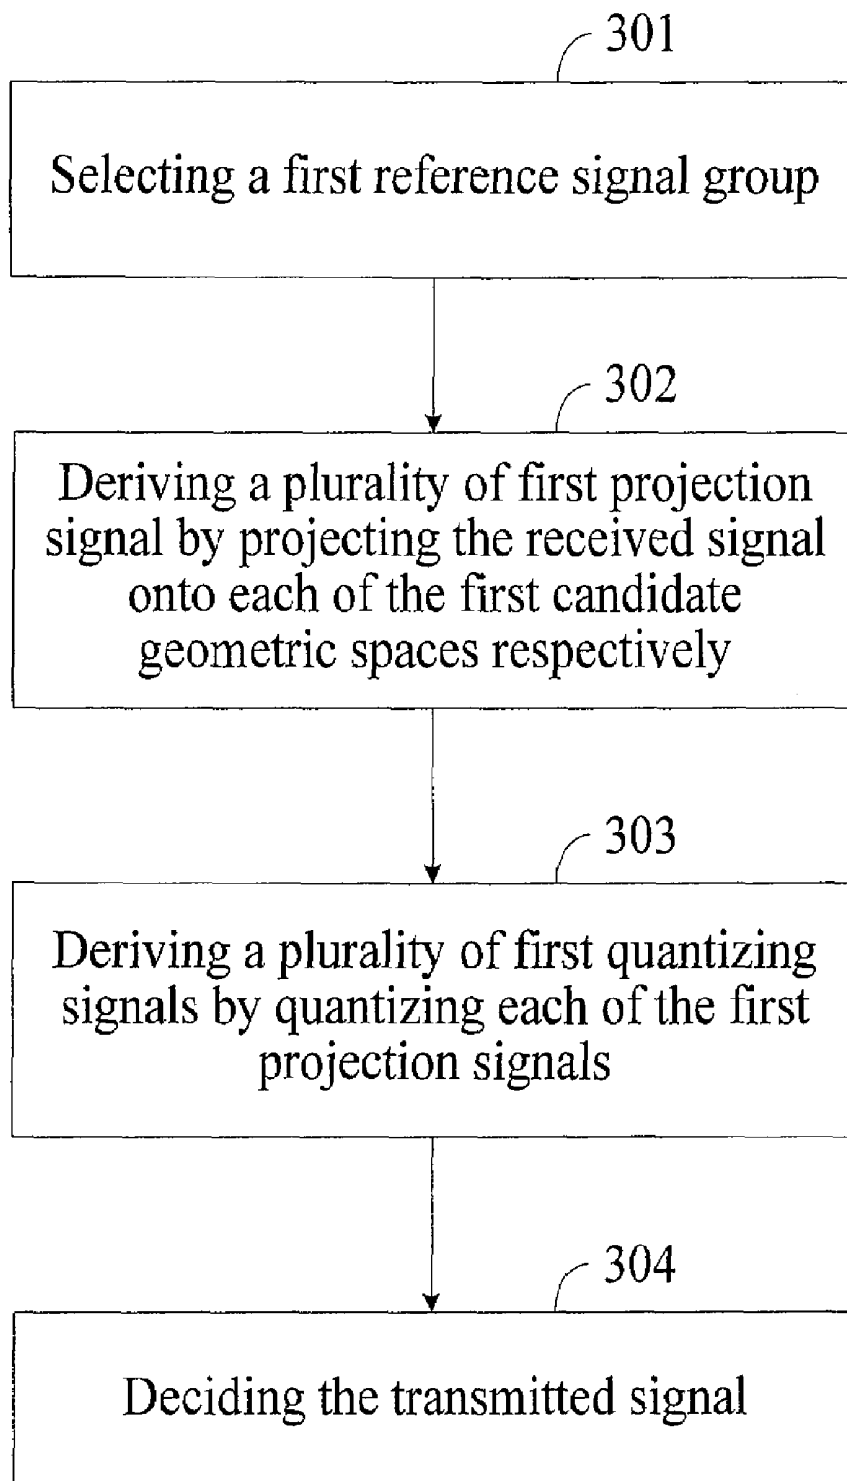 301
Selecting a first reference signal group
302
Deriving a plurality of first projection
signal by projecting the received signal
onto each of the first candidate
geometric spaces respectively
303
Deriving a plurality of first quantizing
signals by quantizing each of the first
projection signals
304
Deciding the transmitted signal